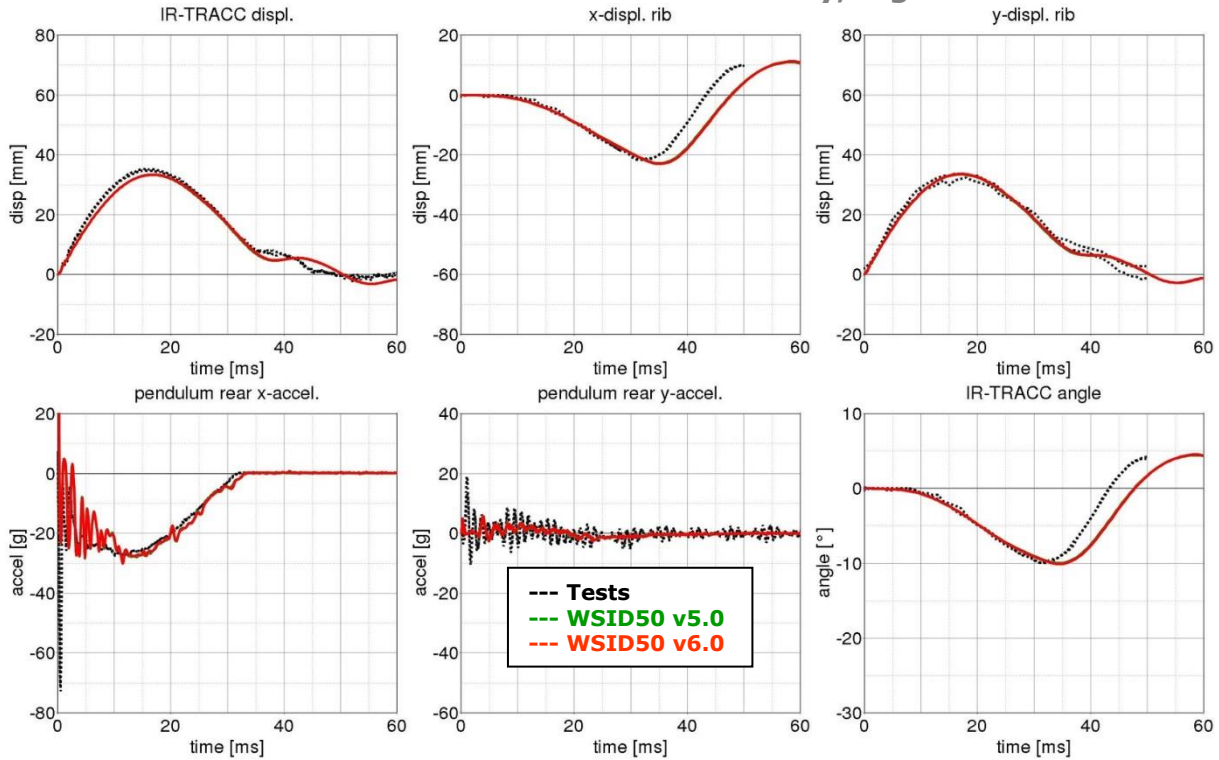 IR-TRACC displ.
x-displ. rib
y-displ. rib
80
60
40
20
0
-20
disp [mm]
0
20
40
60
time [ms]
20
0
-20
-40
-60
-80
disp [mm]
0
20
40
60
time [ms]
80
60
40
20
0
-20
disp [mm]
0
20
40
60
time [ms]
pendulum rear x-accel.
pendulum rear y-accel.
IR-TRACC angle
20
0
-20
-40
-60
-80
accel [g]
0
20
40
60
time [ms]
40
20
0
-20
-40
-60
accel [g]
0
20
40
60
time [ms]
--- Tests
--- WSID50 v5.0
--- WSID50 v6.0
10
0
-10
-20
-30
angle [°]
0
20
40
60
time [ms]